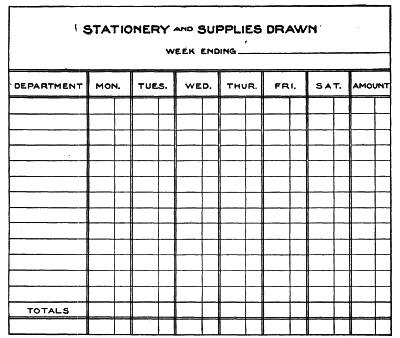 STATIONERY AND SUPPLIES DRAWN
WEEK ENDING
DEPARTMENT MON. TUES. WED. THUR. FRI. SAT. AMOUNT
TOTALS